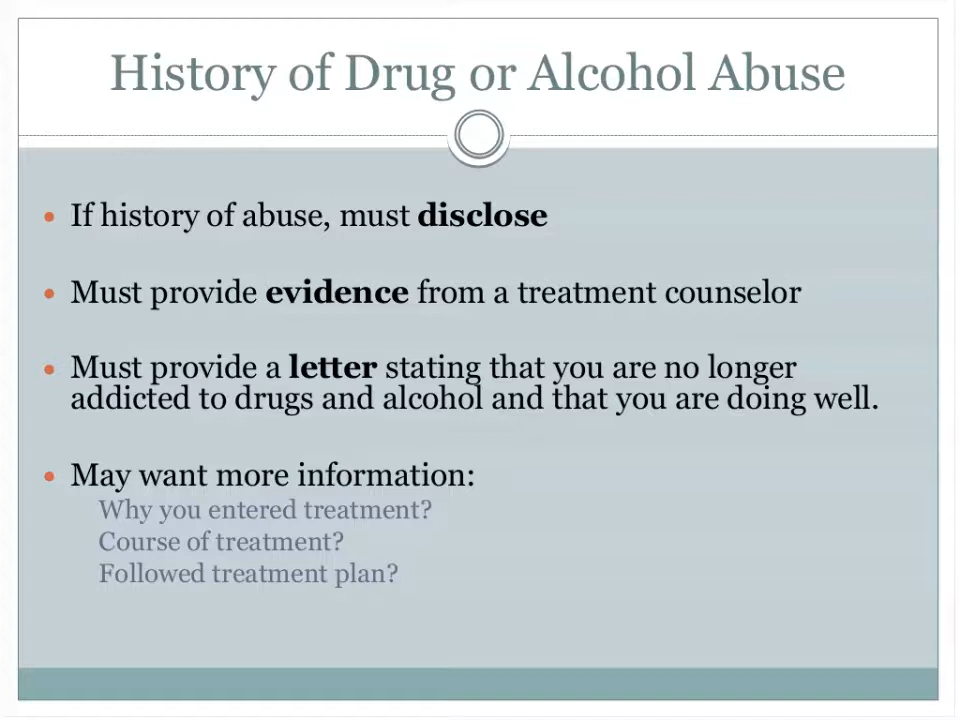 History of Drug or Alcohol Abuse
If history of abuse, must disclose
Must provide evidence from a treatment counselor
Must provide a letter stating that you are no longer
addicted to drugs and alcohol and that you are doing well.
May want more information:
Why you entered treatment?
Course of treatment?
Followed treatment plan?